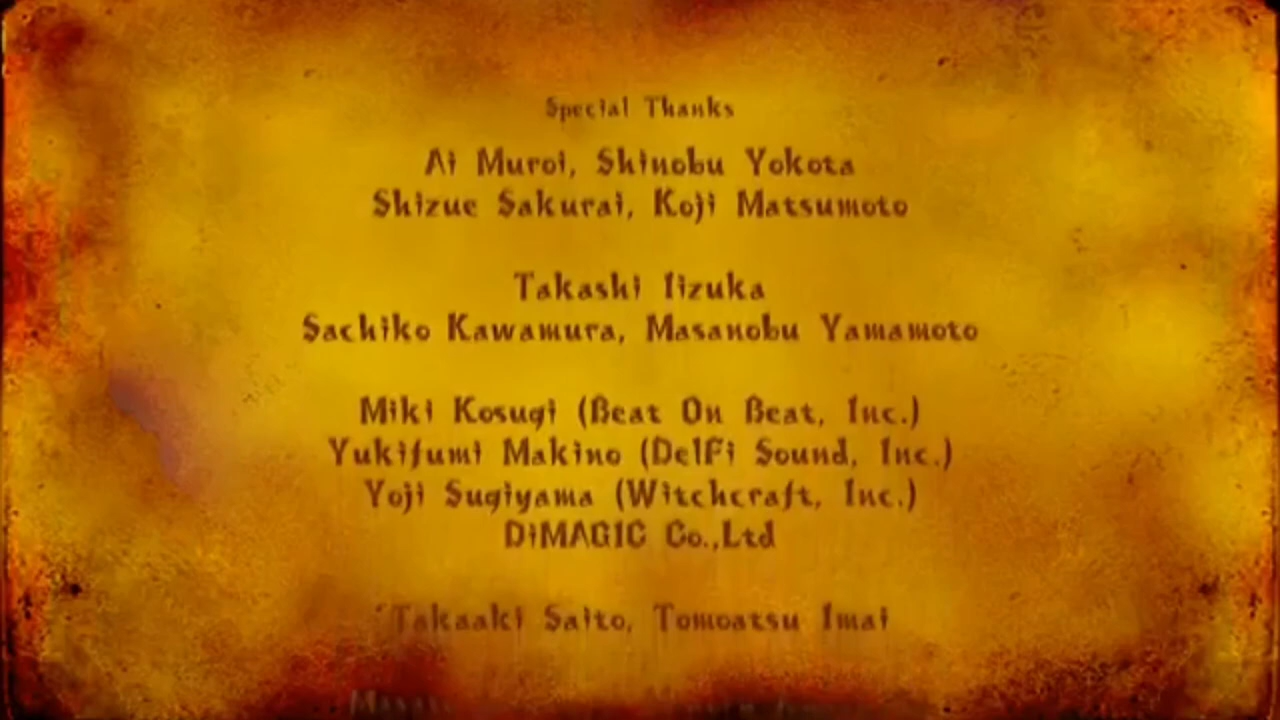 Special Thanks
Ai Muroi, Shinobu Yokota
Shizue Sakurai, Koji Matsumoto
Takashi Iizuka
Sachiko Kawamura, Masanobu Yamamoto
Miki Kosugi (Beat On Beat, Inc.)
Yukifumi Makino (DelFi Sound, Inc.)
Yoji Sugiyama (Witchcraft, Inc.)
DiMAGIC Co.,Ltd
Takaaki Saito, Tomoatsu Imai